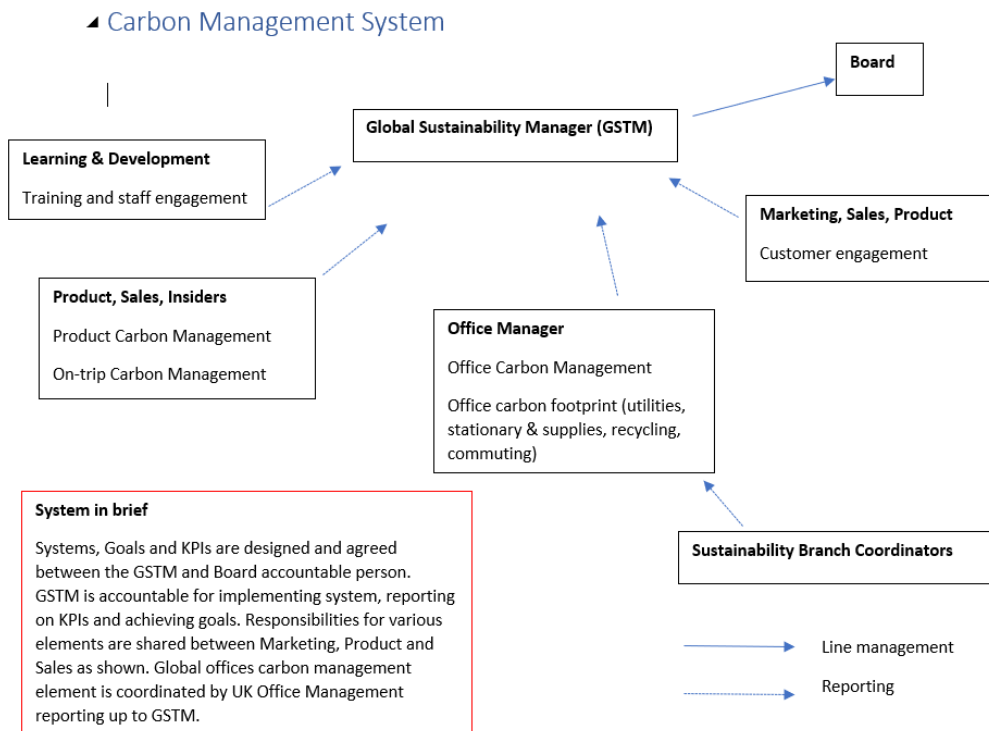 Carbon Management System
Board
Global Sustainability Manager (GSTM)
Learning & Development
Training and staff engagement
Marketing, Sales, Product
Customer engagement
Product, Sales, Insiders
Product Carbon Management
On-trip Carbon Management
Office Manager
Office Carbon Management
Office carbon footprint (utilities,
stationary & supplies, recycling,
commuting)
System in brief
Systems, Goals and KPIs are designed and agreed
between the GSTM and Board accountable person.
GSTM is accountable for implementing system, reporting
on KPIs and achieving goals. Responsibilities for various
elements are shared between Marketing, Product and
Sales as shown. Global offices carbon management
element is coordinated by UK Office Management
reporting up to GSTM.
Sustainability Branch Coordinators
Line management
Reporting